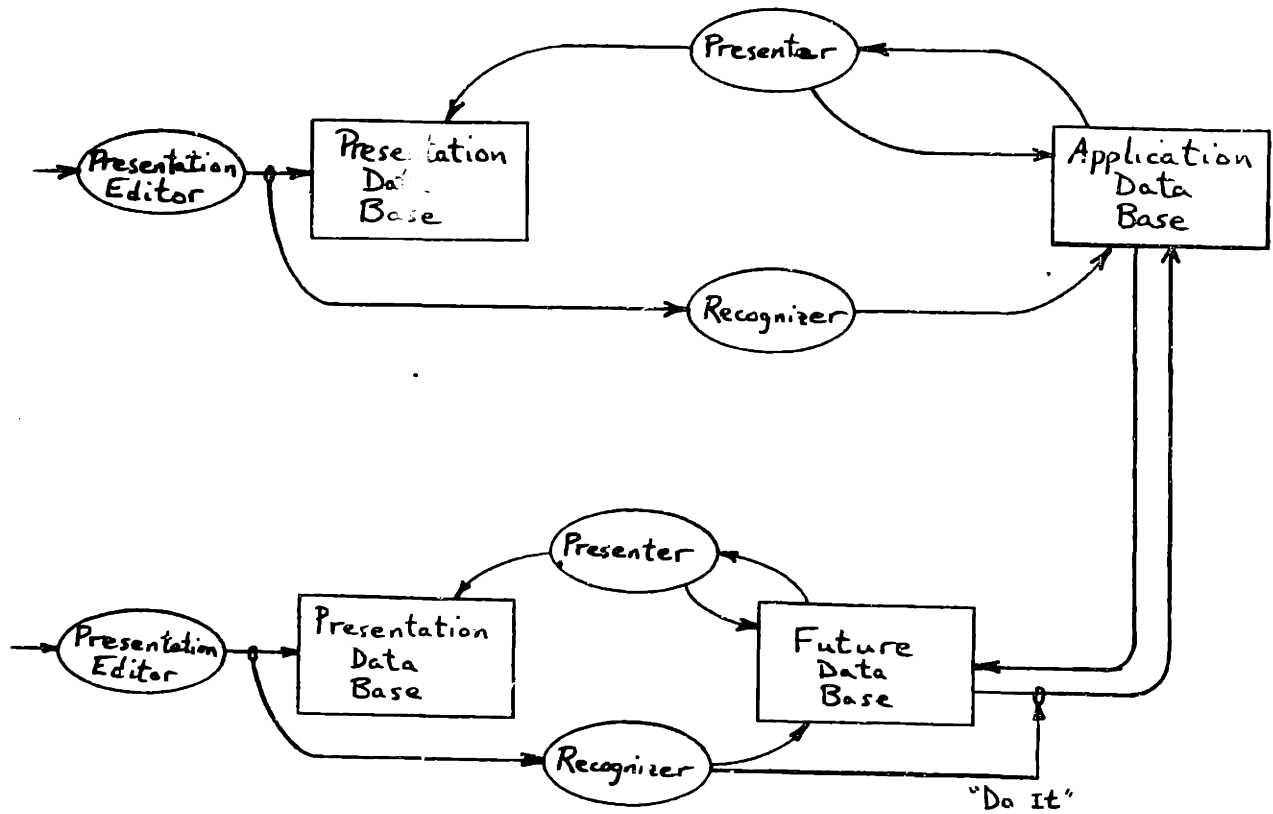 Presenter
Presentation
Editor
Presentation
Data
Base
Application
Data
Base
Recognizer
Presenter
Presentation
Editor
Presentation
Data
Base
Future
Data
Base
Recognizer
"Do It"